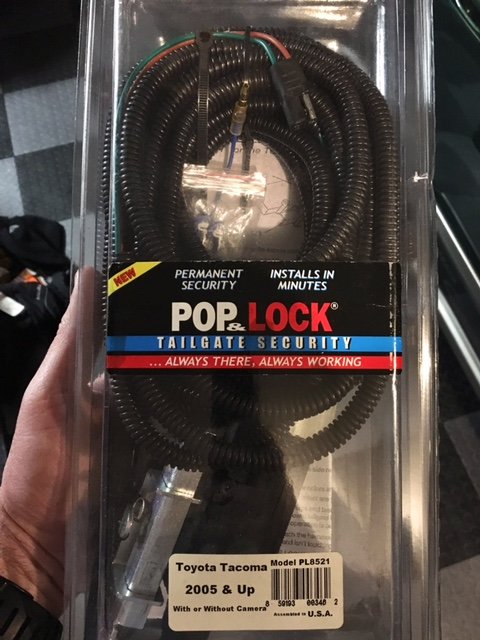 NEW
PERMANENT SECURITY
INSTALLS IN MINUTES
POP & LOCK®
TAILGATE SECURITY
... ALWAYS THERE, ALWAYS WORKING
Toyota Tacoma Model PL8521
2005 & Up
With or Without Camera
8 59193 00346 2
Assembled in U.S.A.